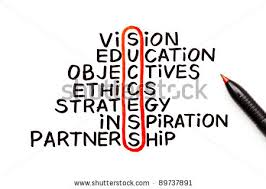 ViSiON
EDUCATiON
OBJECTiVES
ETHiCS
STRATEGY
iNSPiRATiON
PARTNERSHiP
www.shutterstock.com · 89737891